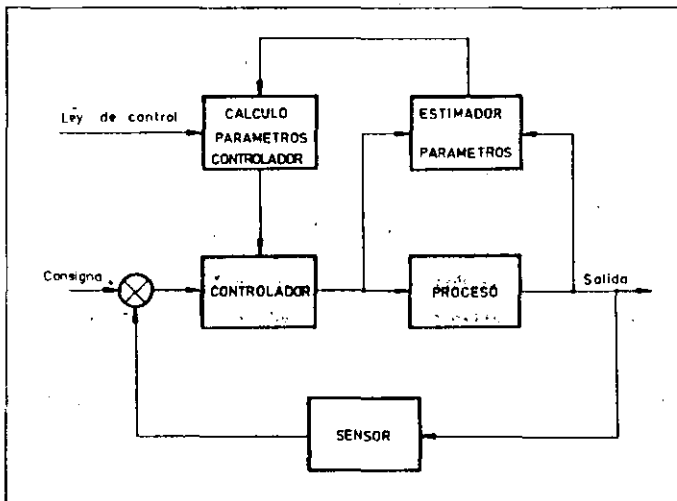 CALCULO
PARAMETROS
CONTROLADOR
ESTIMADOR
PARAMETROS
Ley de control
Consigna
CONTROLADOR
PROCESO
Salida
SENSOR